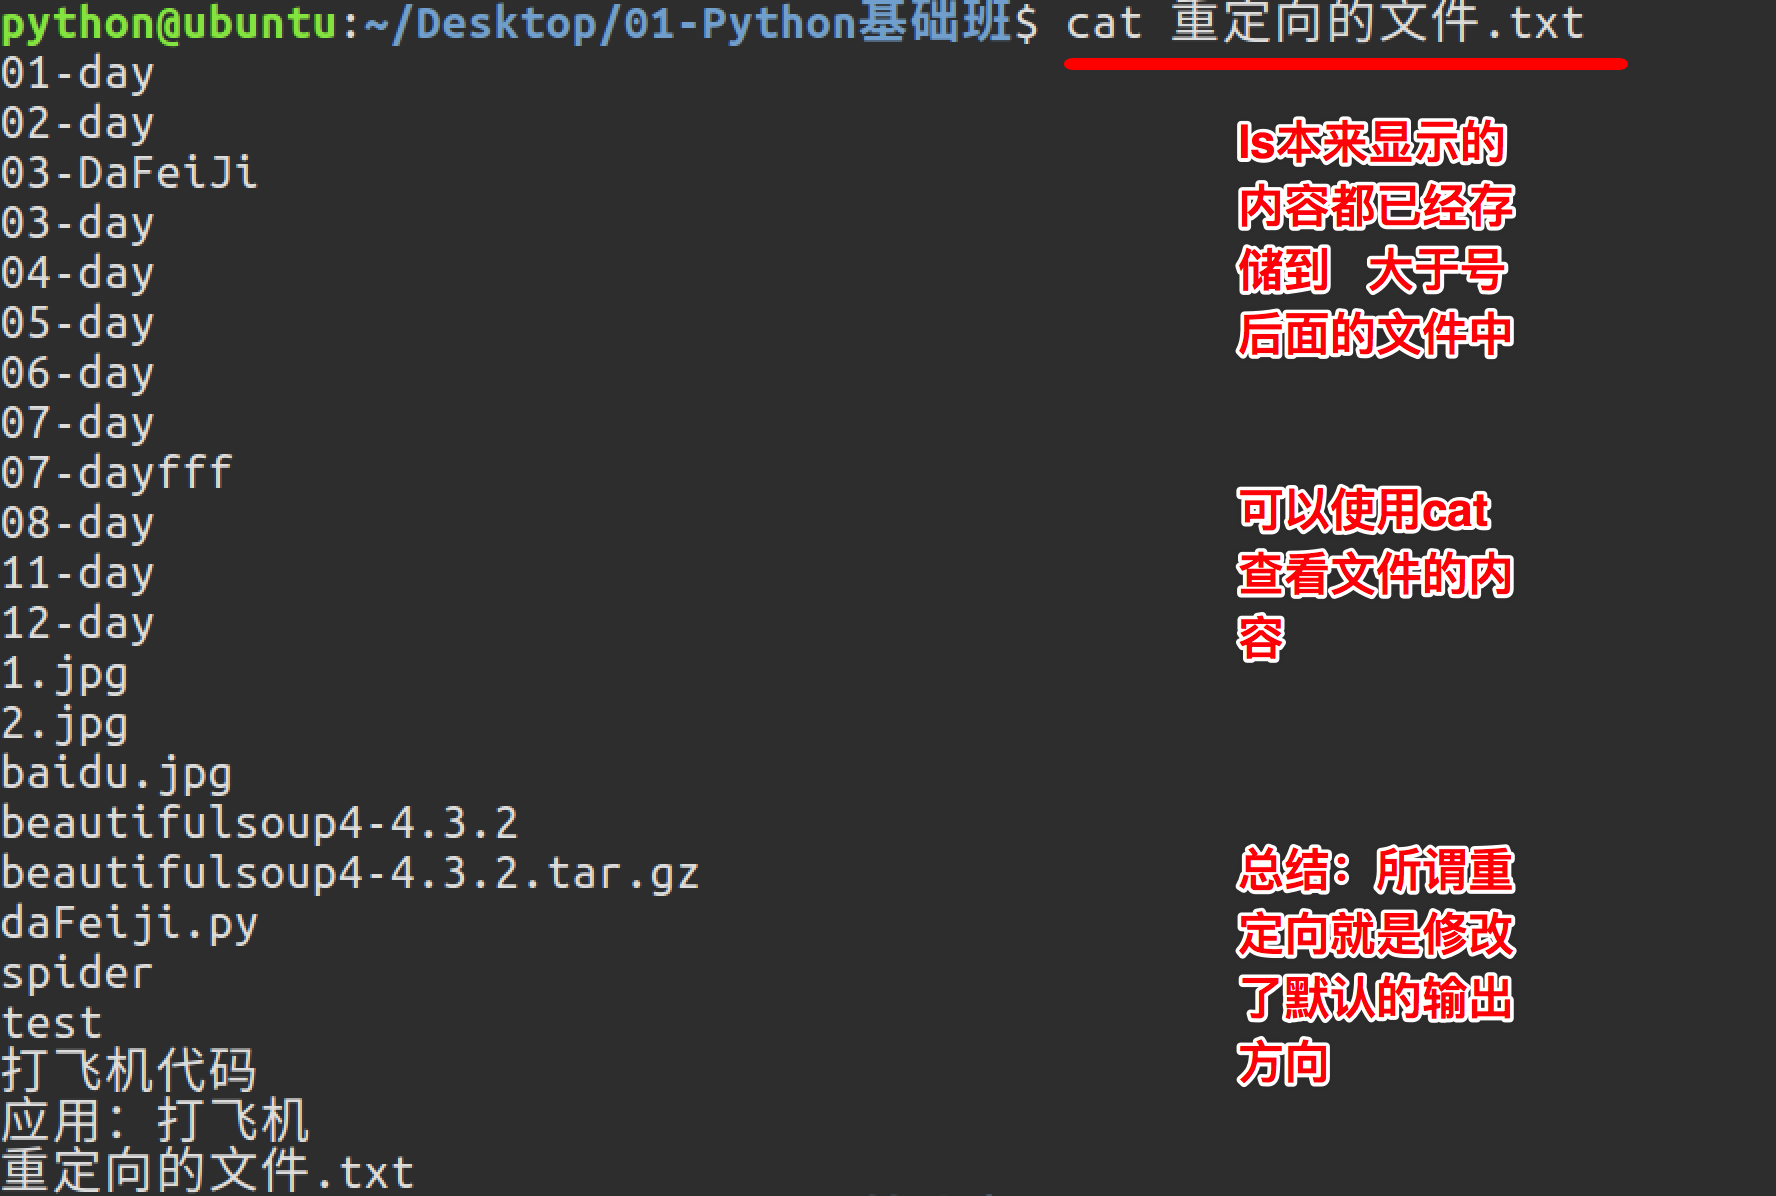 python@ubuntu:~/Desktop/01-Python基础班$ cat 重定向的文件.txt
01-day
02-day
03-DaFeiJi
03-day
04-day
05-day
06-day
07-day
07-dayfff
08-day
11-day
12-day
1.jpg
2.jpg
baidu.jpg
beautifulsoup4-4.3.2
beautifulsoup4-4.3.2.tar.gz
daFeiji.py
spider
test
打飞机代码
应用：打飞机
重定向的文件.txt
ls本来显示的
内容都已经存
储到 大于号
后面的文件中
可以使用cat
查看文件的内
容
总结：所谓重
定向就是修改
了默认的输出
方向